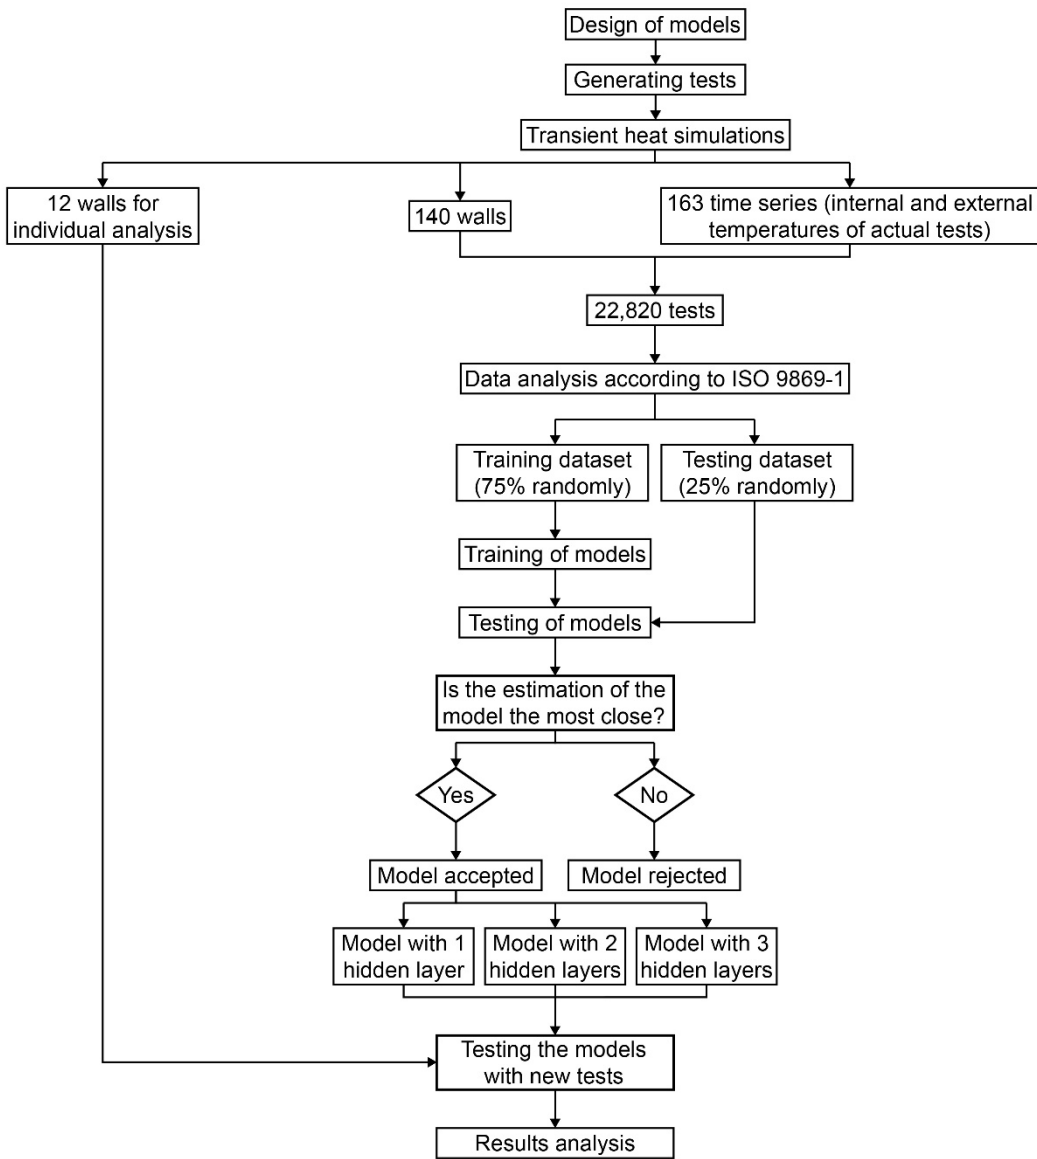 Design of models
Generating tests
Transient heat simulations
12 walls for
individual analysis
140 walls
163 time series (internal and external
temperatures of actual tests)
22,820 tests
Data analysis according to ISO 9869-1
Training dataset
(75% randomly)
Testing dataset
(25% randomly)
Training of models
Testing of models
Is the estimation of the
model the most close?
Yes
No
Model accepted
Model rejected
Model with 1
hidden layer
Model with 2
hidden layers
Model with 3
hidden layers
Testing the models
with new tests
Results analysis